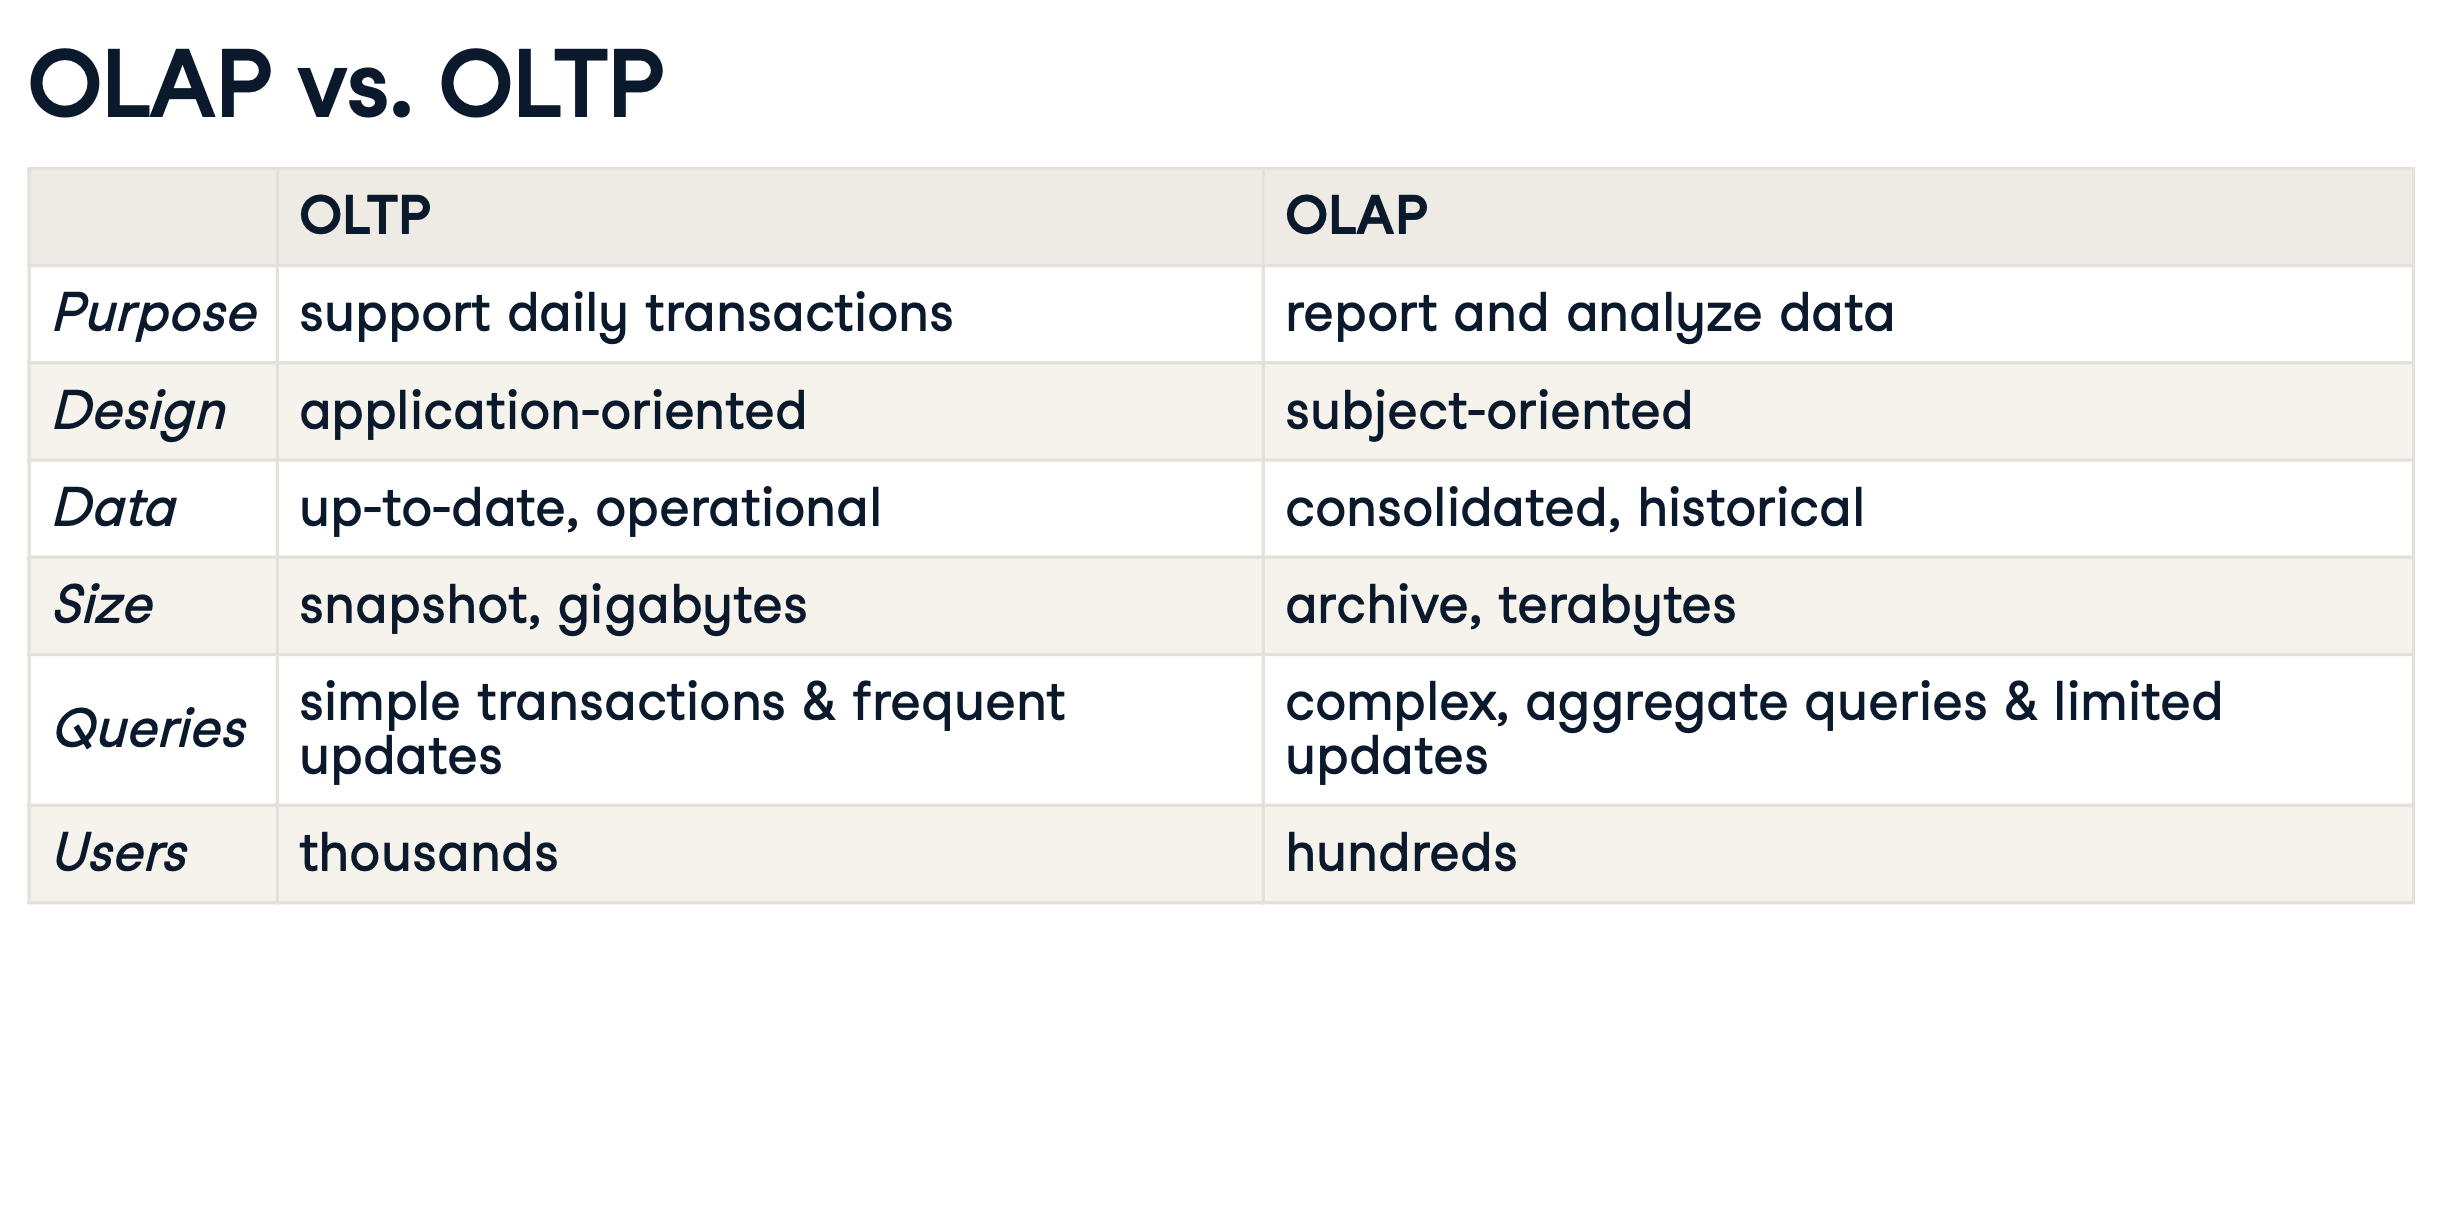 OLAP vs. OLTP
OLTP OLAP
Purpose support daily transactions report and analyze data
Design application-oriented subject-oriented
Data up-to-date, operational consolidated, historical
Size snapshot, gigabytes archive, terabytes
Queries simple transactions & frequent updates complex, aggregate queries & limited updates
Users thousands hundreds